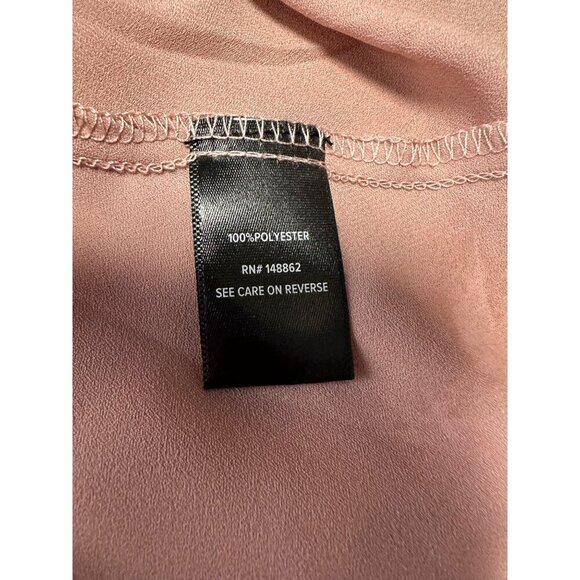 100%POLYESTER
RN# 148862
SEE CARE ON REVERSE